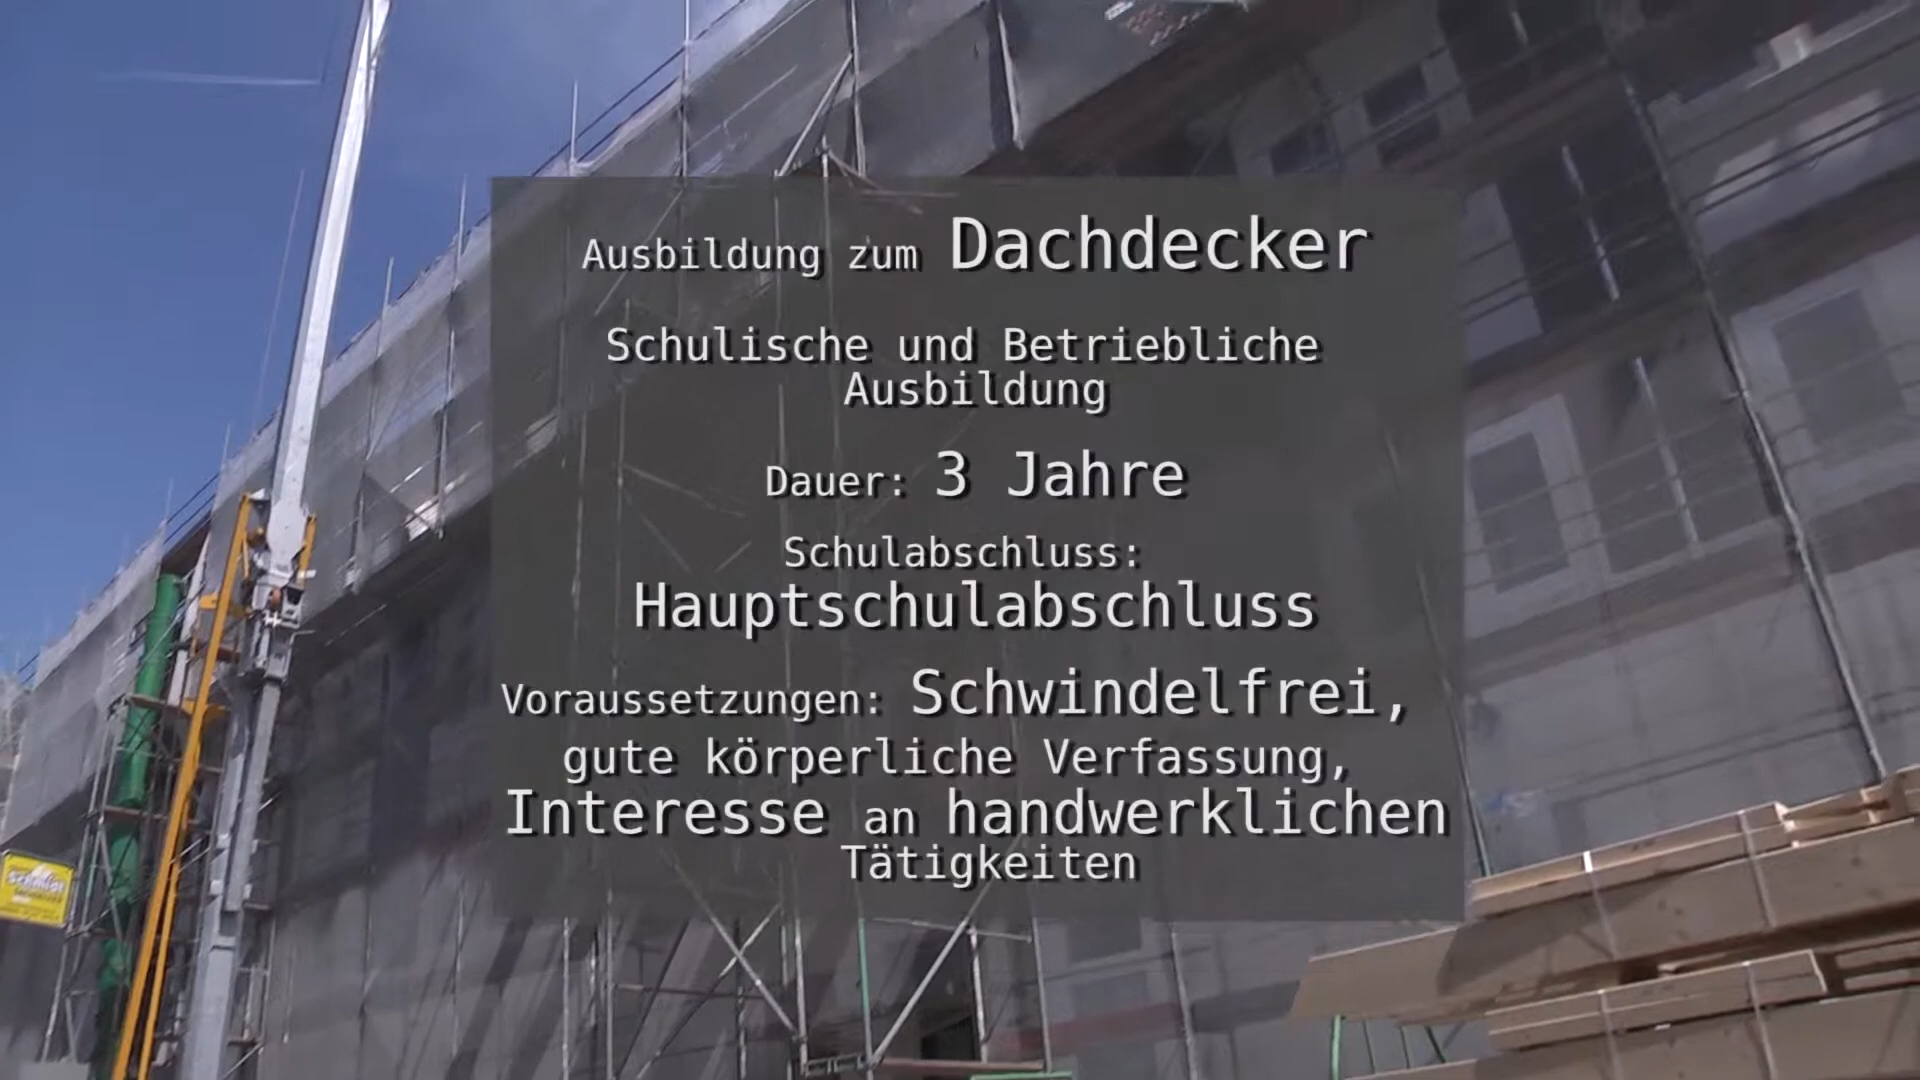 Ausbildung zum Dachdecker
Schulische und Betriebliche
Ausbildung
Dauer: 3 Jahre
Schulabschluss:
Hauptschulabschluss
Voraussetzungen: Schwindelfrei,
gute körperliche Verfassung,
Interesse an handwerklichen
Tätigkeiten